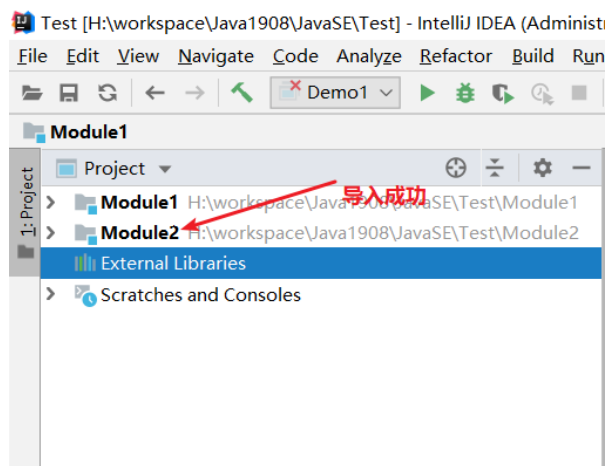 Test [H:\workspace\Java1908\JavaSE\Test] - IntelliJ IDEA (Administ
File Edit View Navigate Code Analyze Refactor Build Run
Demo1
Module1
1: Project
Project
导入成功
Module1 H:\workspace\Java1908\JavaSE\Test\Module1
Module2 H:\workspace\Java1908\JavaSE\Test\Module2
External Libraries
Scratches and Consoles